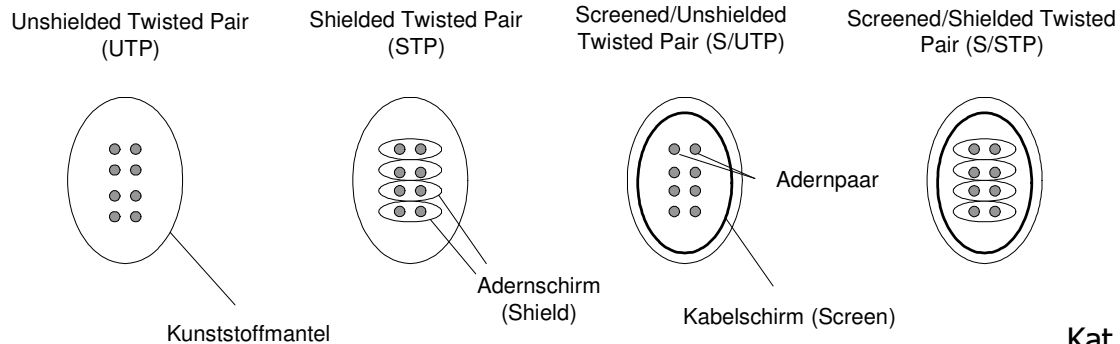 Unshielded Twisted Pair
(UTP)
Shielded Twisted Pair
(STP)
Screened/Unshielded
Twisted Pair (S/UTP)
Screened/Shielded Twisted
Pair (S/STP)
Adernpaar
Adernschirm
(Shield)
Kabelschirm (Screen)
Kunststoffmantel
Kat